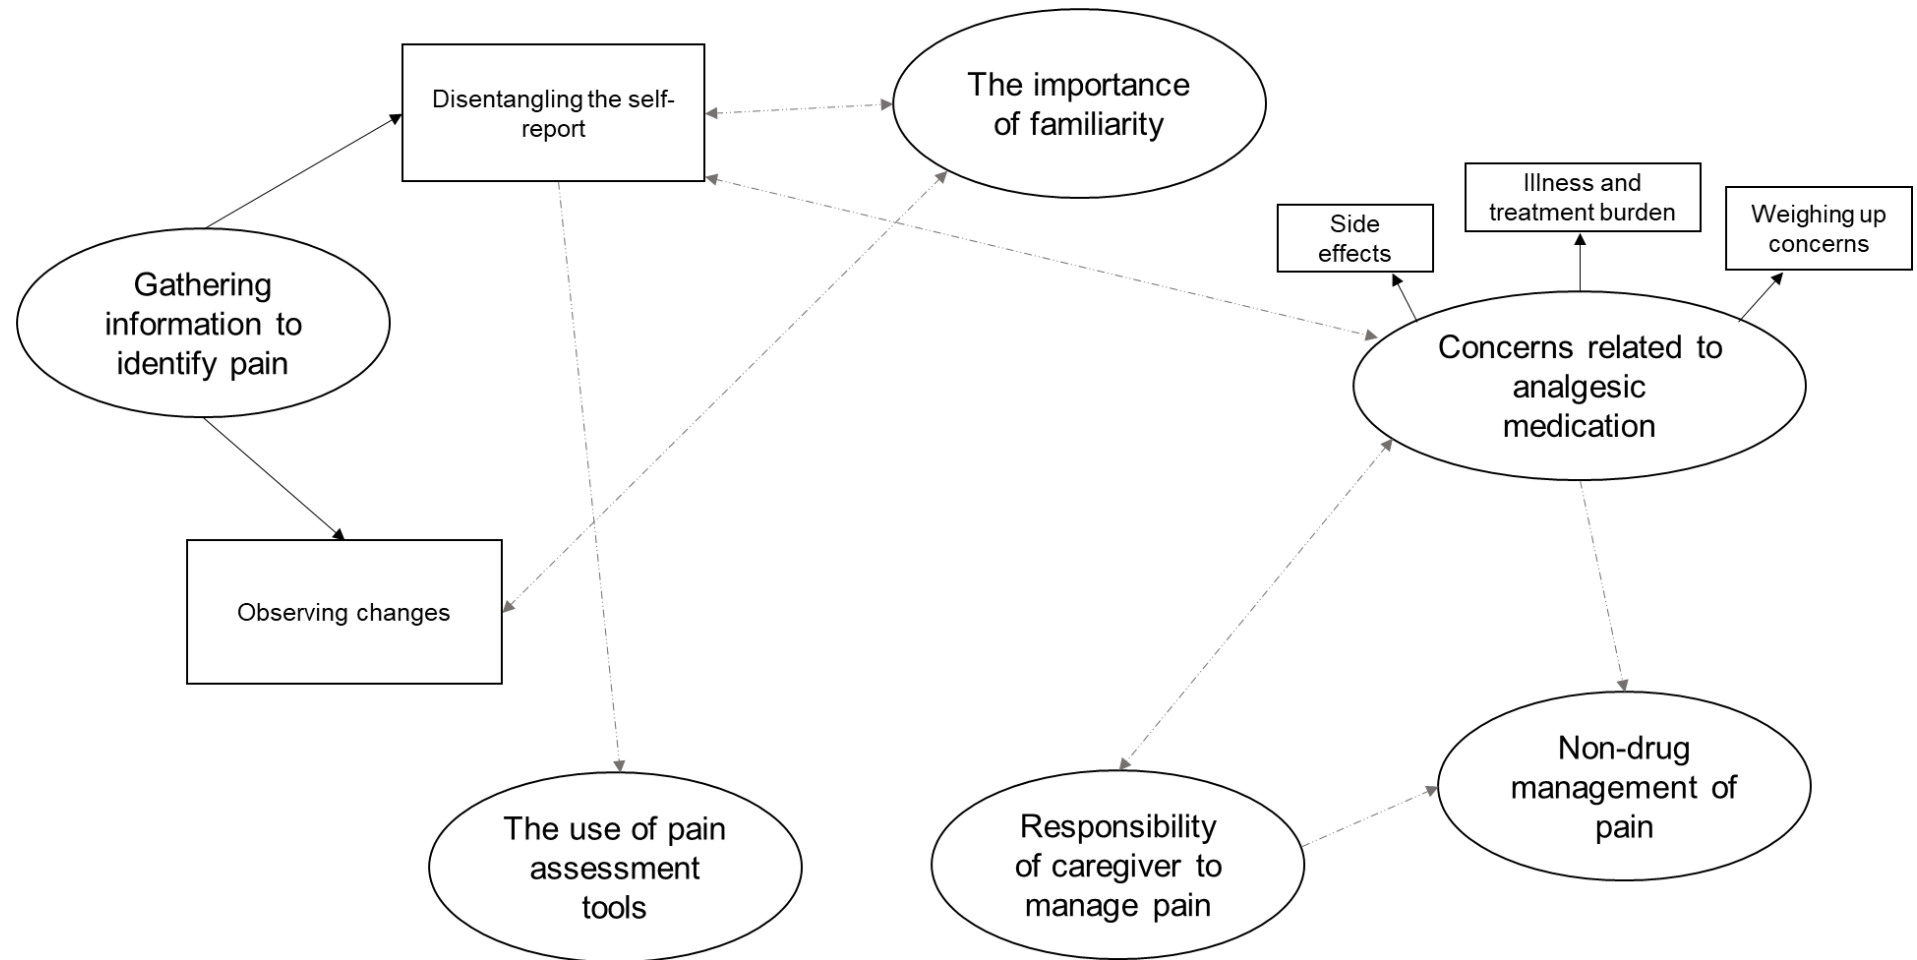 Disentangling the self-
report
The importance
of familiarity
Illness and
treatment burden
Side
effects
Weighing up
concerns
Gathering
information to
identify pain
Concerns related to
analgesic
medication
Observing changes
The use of pain
assessment
tools
Responsibility
of caregiver to
manage pain
Non-drug
management of
pain